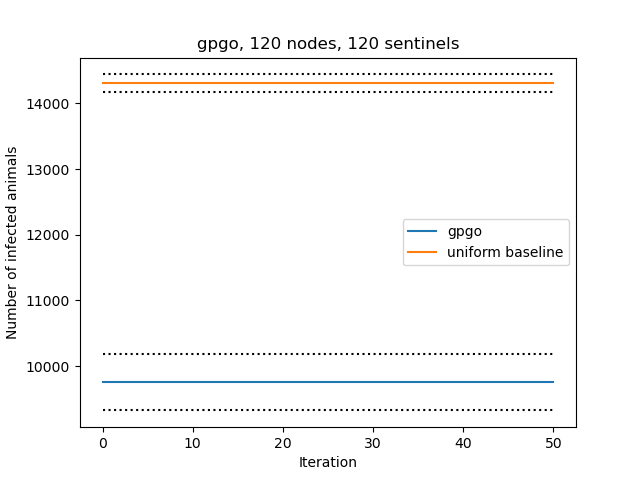 gpgo, 120 nodes, 120 sentinels
Number of infected animals
14000
13000
12000
11000
10000
gpgo
uniform baseline
0 10 20 30 40 50
Iteration